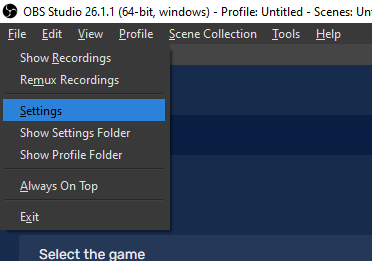 OBS Studio 26.1.1 (64-bit, windows) - Profile: Untitled - Scenes:
File Edit View Profile Scene Collection Tools Help
Show Recordings
Remux Recordings
Settings
Show Settings Folder
Show Profile Folder
Always On Top
Exit
Select the game